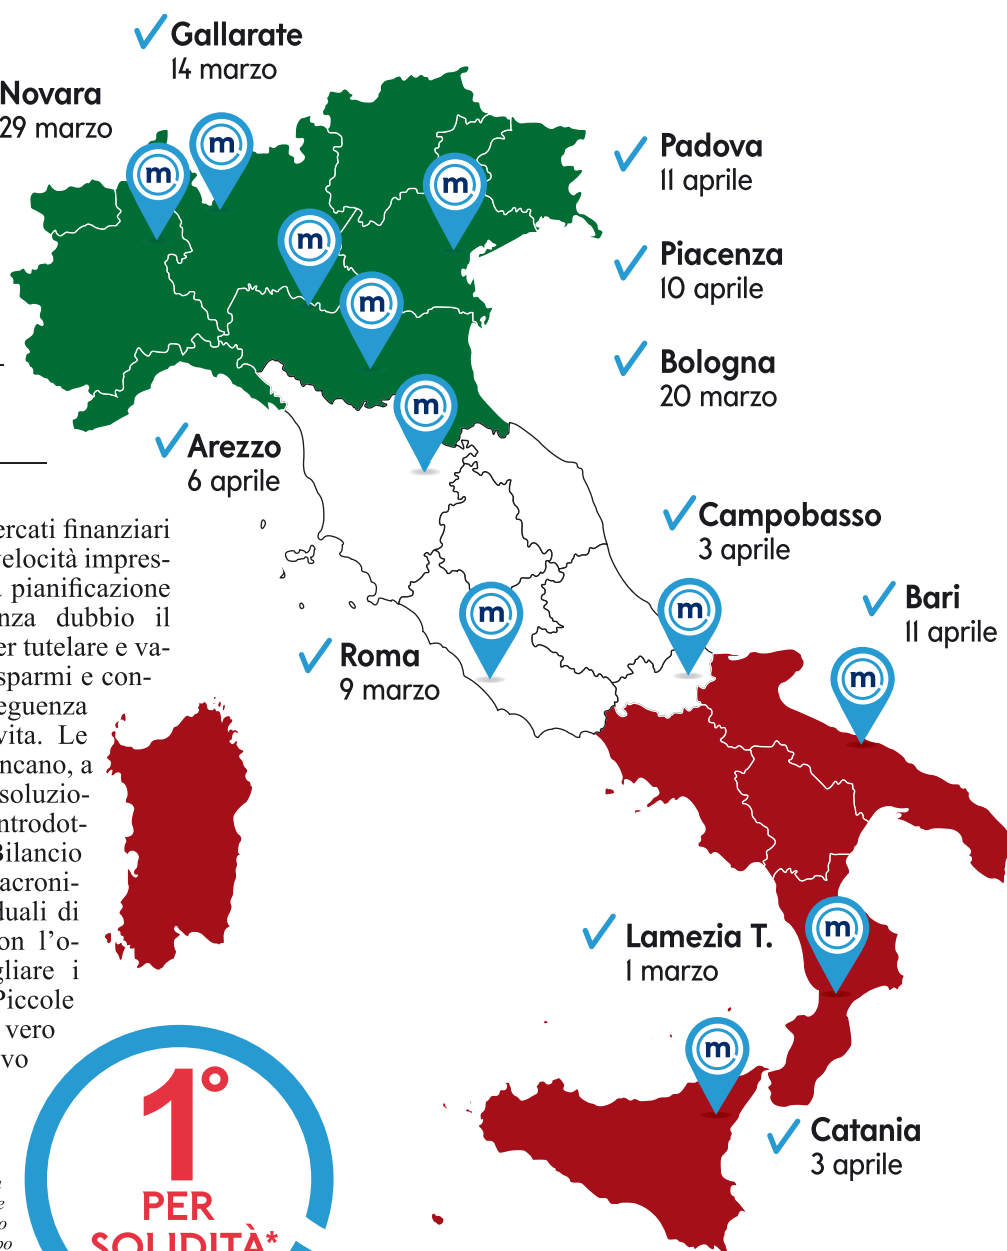 Gallarate
14 marzo
Novara
29 marzo
m
m
m
m
m
m
Padova
11 aprile
Piacenza
10 aprile
Bologna
20 marzo
Arezzo
6 aprile
Campobasso
3 aprile
m
m
Bari
11 aprile
m
Roma
9 marzo
ercati finanziari
velocità impres-
pianificazione
nza dubbio il
er tutelare e va-
sparmi e con-
eguenza
vita. Le
ncano, a
soluzio-
ntrodot-
Bilancio
acroni-
duali di
on l'o-
gliare i
Piccole
vero
vo
Lamezia T.
1 marzo
m
m
Catania
3 aprile
1°
PER
SOLIDITÀ*